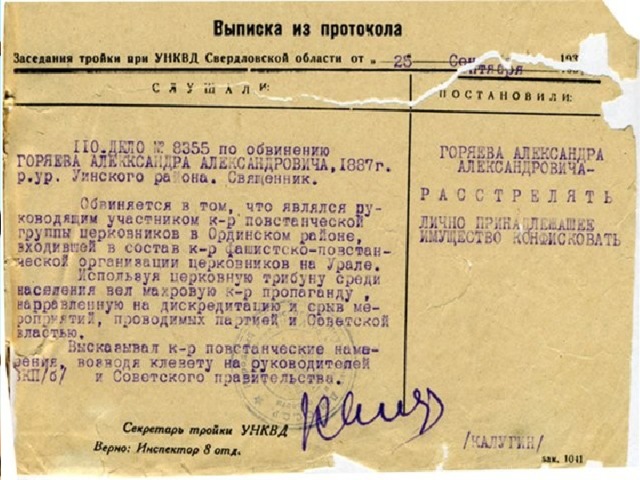 Выписка из протокола
Заседания тройки при УНКВД Свердловской области от „ 25 Сентября 193
СЛУШАЛИ:
ПОСТАНОВИЛИ:
110.ДЕЛО № 8355 по обвинению
ГОРЯЕВА АЛЕККСАНДРА АЛЕКСАНДРОВИЧА,1887г.
р.ур. Уинского района. Священник.
Обвиняется в том, что являлся ру-
ководящим участником к-р повстанческой
группы церковников в Ординском районе,
входившей в состав к-р фашистско-повстан-
ческой организации церковников на Урале.
Используя церковную трибуну среди
населения вел махровую к-р пропаганду ,
направленную на дискредитацию и срыв ме-
роприятий, проводимых партией и Советской
властью.
Высказывал к-р повстанческие наме-
рения, возводя клевету на руководителей
ВКП/б/ и Советского правительства.
ГОРЯЕВА АЛЕКСАНДРА
АЛЕКСАНДРОВИЧА-
РАССТРЕЛЯТЬ
ЛИЧНО ПРИНАДЛЕЖАЩЕЕ
ИМУЩЕСТВО КОНФИСКОВАТЬ
Секретарь тройки УНКВД
Верно: Инспектор 8 отд.
/КАЛУГИН/
зак. 1041